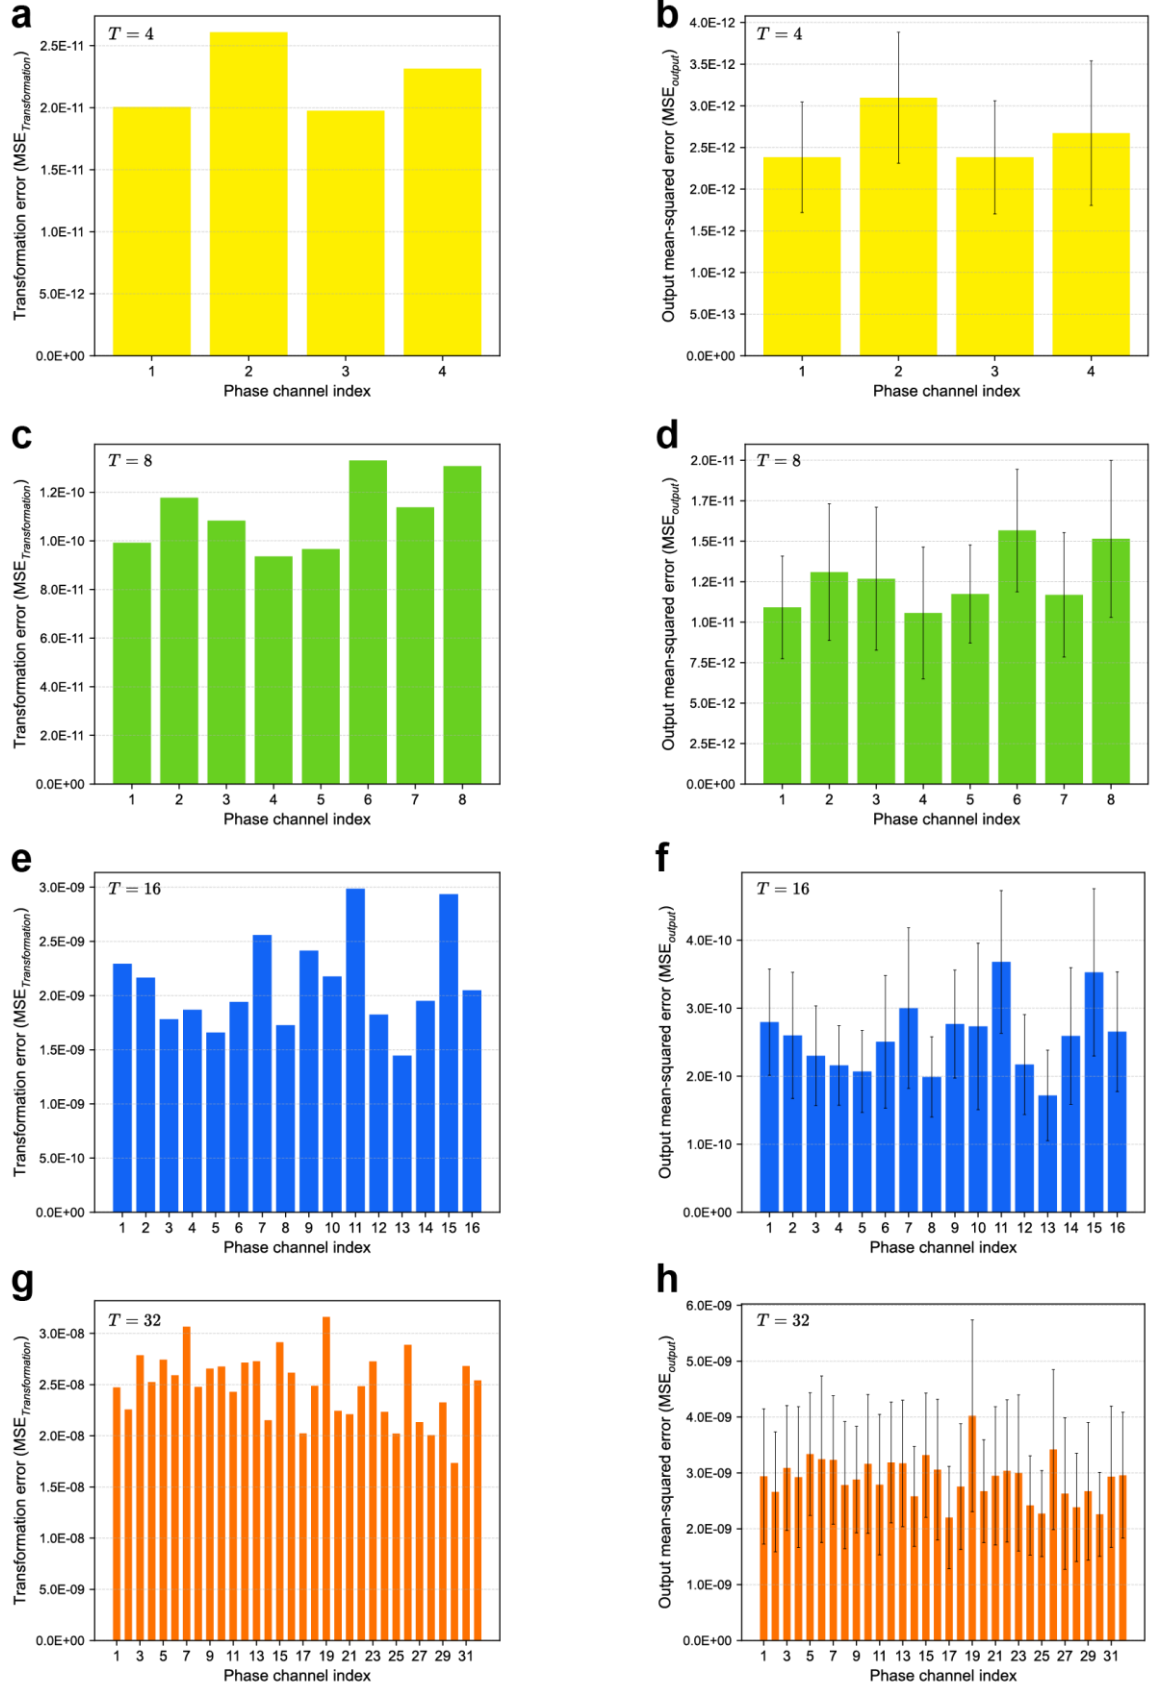 a
T = 4
Transformation error (MSE_Transformation)
2.5E-11
2.0E-11
1.5E-11
1.0E-11
5.0E-12
0.0E+00
1 2 3 4
Phase channel index
b
T = 4
Output mean-squared error (MSE_output)
4.0E-12
3.5E-12
3.0E-12
2.5E-12
2.0E-12
1.5E-12
1.0E-12
5.0E-13
0.0E+00
1 2 3 4
Phase channel index
c
T = 8
Transformation error (MSE_Transformation)
1.2E-10
1.0E-10
8.0E-11
6.0E-11
4.0E-11
2.0E-11
0.0E+00
1 2 3 4 5 6 7 8
Phase channel index
d
T = 8
Output mean-squared error (MSE_output)
2.0E-11
1.7E-11
1.5E-11
1.2E-11
1.0E-11
7.5E-12
5.0E-12
2.5E-12
0.0E+00
1 2 3 4 5 6 7 8
Phase channel index
e
T = 16
Transformation error (MSE_Transformation)
3.0E-09
2.5E-09
2.0E-09
1.5E-09
1.0E-09
5.0E-10
0.0E+00
1 2 3 4 5 6 7 8 9 10 11 12 13 14 15 16
Phase channel index
f
T = 16
Output mean-squared error (MSE_output)
4.0E-10
3.0E-10
2.0E-10
1.0E-10
0.0E+00
1 2 3 4 5 6 7 8 9 10 11 12 13 14 15 16
Phase channel index
g
T = 32
Transformation error (MSE_Transformation)
3.0E-08
2.5E-08
2.0E-08
1.5E-08
1.0E-08
5.0E-09
0.0E+00
1 3 5 7 9 11 13 15 17 19 21 23 25 27 29 31
Phase channel index
h
T = 32
Output mean-squared error (MSE_output)
6.0E-09
5.0E-09
4.0E-09
3.0E-09
2.0E-09
1.0E-09
0.0E+00
1 3 5 7 9 11 13 15 17 19 21 23 25 27 29 31
Phase channel index